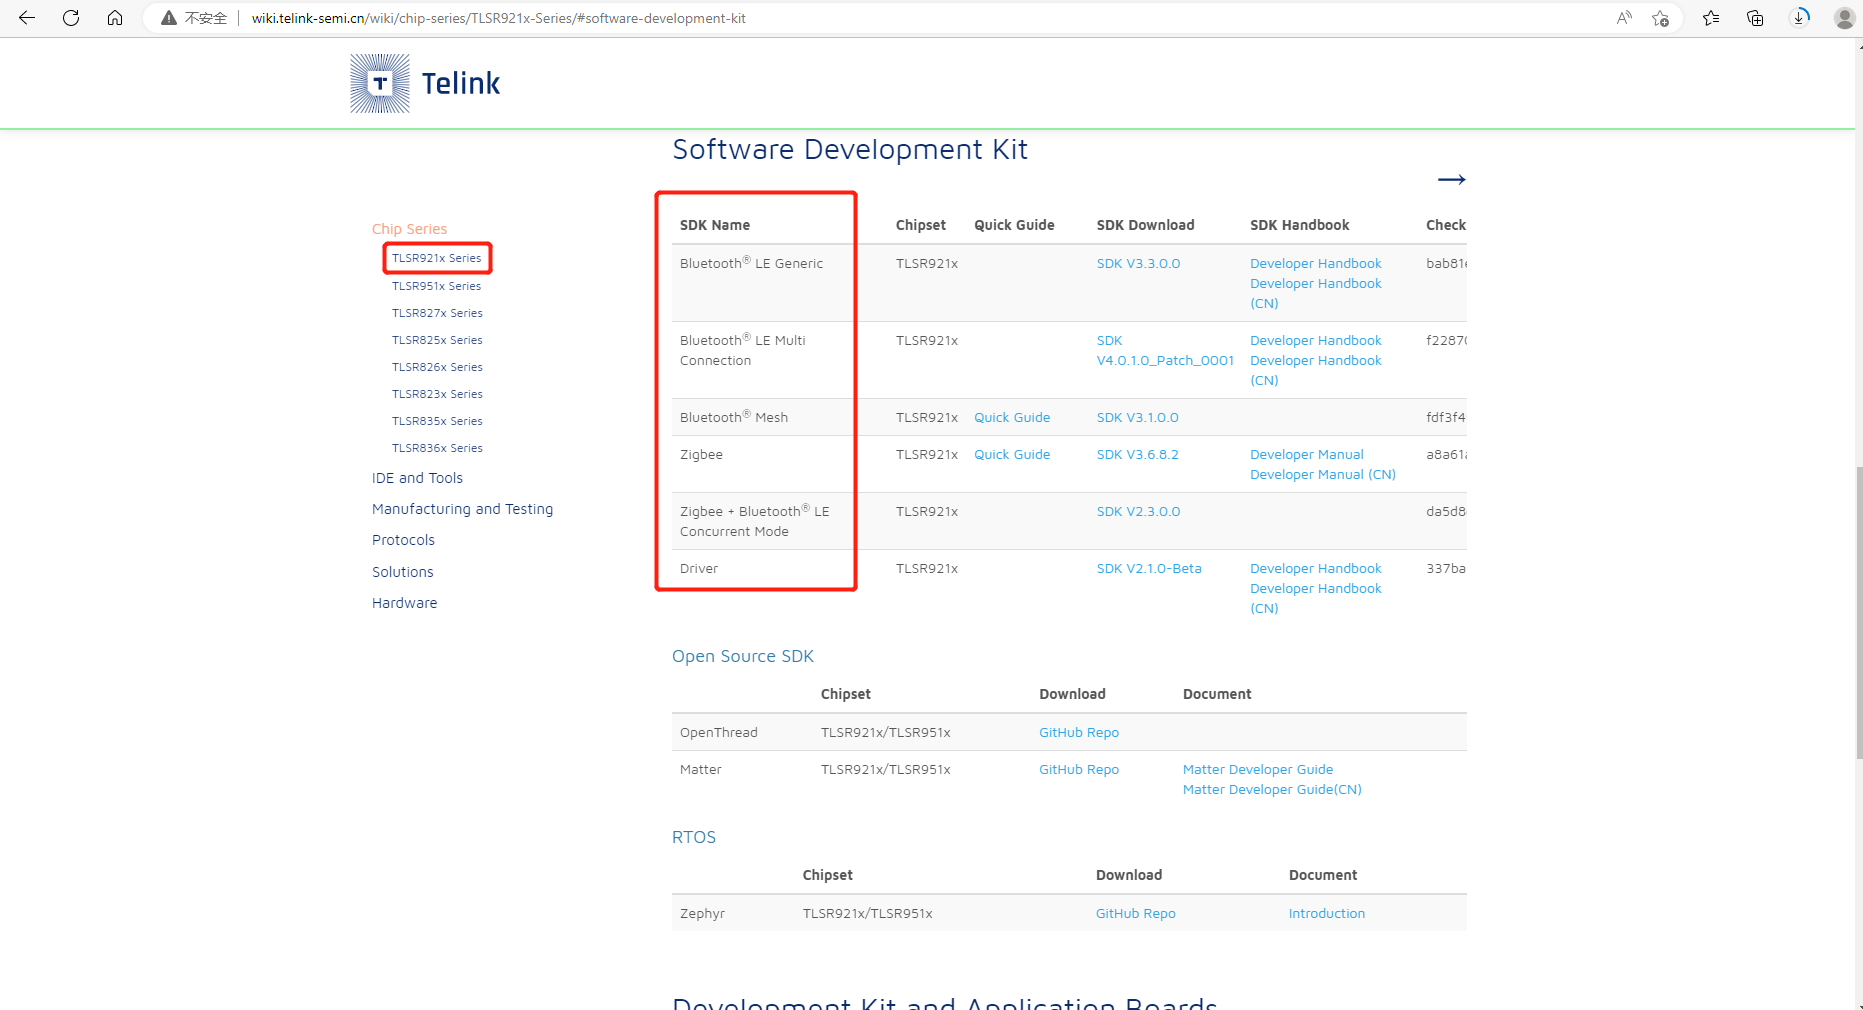 不安全 wiki.telink-semi.cn/wiki/chip-series/TLSR921x-Series/#software-development-kit
T Telink
Software Development Kit
→
Chip Series
TLSR921x Series
TLSR951x Series
TLSR827x Series
TLSR825x Series
TLSR826x Series
TLSR823x Series
TLSR835x Series
TLSR836x Series
IDE and Tools
Manufacturing and Testing
Protocols
Solutions
Hardware
SDK Name Chipset Quick Guide SDK Download SDK Handbook Check
Bluetooth® LE Generic TLSR921x SDK V3.3.0.0 Developer Handbook bab81e
Developer Handbook
(CN)
Bluetooth® LE Multi TLSR921x SDK Developer Handbook f22870
Connection V4.0.1.0_Patch_0001 Developer Handbook
(CN)
Bluetooth® Mesh TLSR921x Quick Guide SDK V3.1.0.0 fdf3f4
Zigbee TLSR921x Quick Guide SDK V3.6.8.2 Developer Manual a8a61a
Developer Manual (CN)
Zigbee + Bluetooth® LE TLSR921x SDK V2.3.0.0 da5d8
Concurrent Mode
Driver TLSR921x SDK V2.1.0-Beta Developer Handbook 337ba
Developer Handbook
(CN)
Open Source SDK
Chipset Download Document
OpenThread TLSR921x/TLSR951x GitHub Repo
Matter TLSR921x/TLSR951x GitHub Repo Matter Developer Guide
Matter Developer Guide(CN)
RTOS
Chipset Download Document
Zephyr TLSR921x/TLSR951x GitHub Repo Introduction
Development Kit and Application Boards